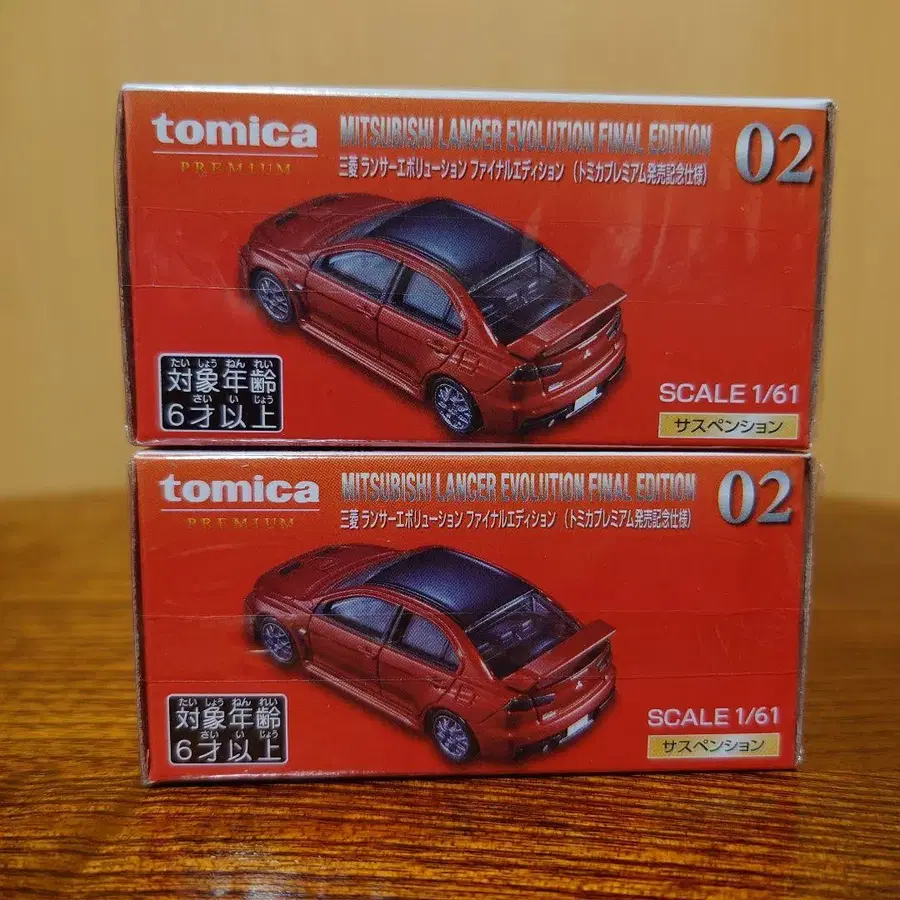 tomica
PREMIUM
MITSUBISHI LANCER EVOLUTION FINAL EDITION
三菱 ランサーエボリューション ファイナルエディション (トミカプレミアム発売記念仕様)
02
たい しょう ねん れい
対象年齢
さい い じょう
6才以上
SCALE 1/61
サスペンション
tomica
PREMIUM
MITSUBISHI LANCER EVOLUTION FINAL EDITION
三菱 ランサーエボリューション ファイナルエディション (トミカプレミアム発売記念仕様)
02
たい しょう ねん れい
対象年齢
さい い じょう
6才以上
SCALE 1/61
サスペンション